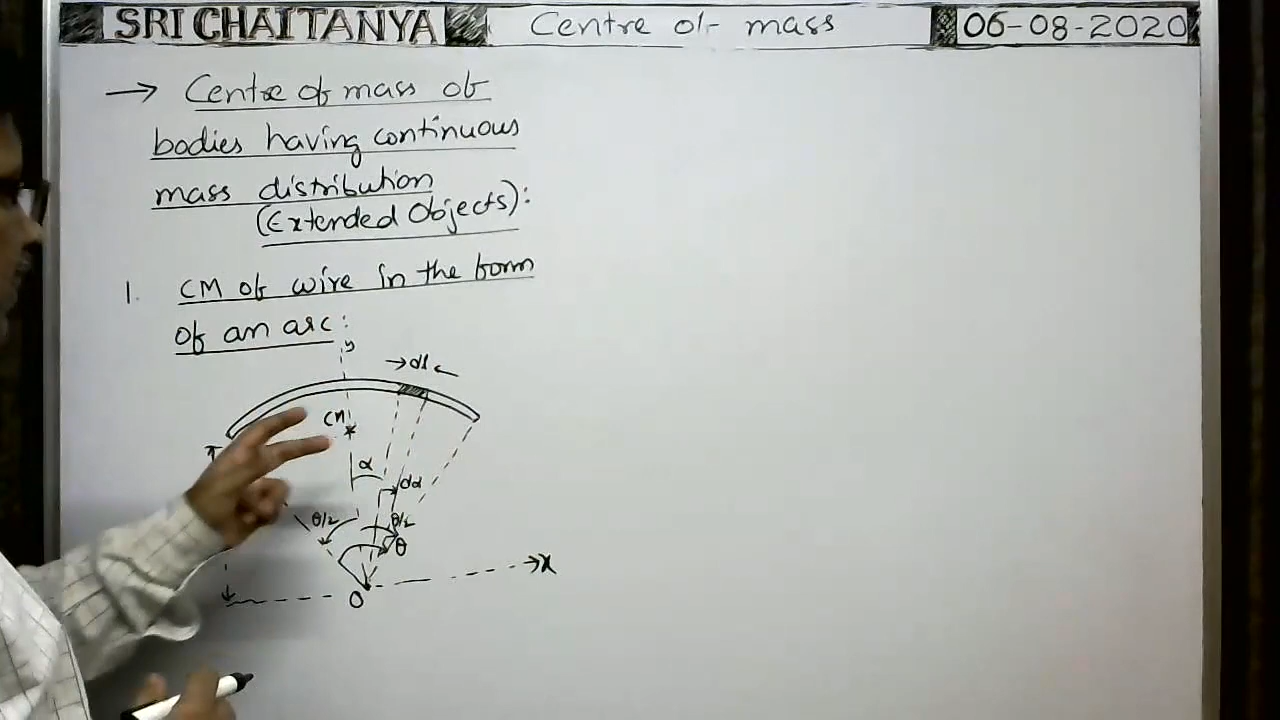 SRI CHAITANYA
Centre of mass
06-08-2020
→ Centre of mass of
bodies having continuous
mass distribution
(Extended Objects):
1. CM of wire in the form
of an arc:
y
→dl←
CM
α
dα
θ/2
θ/2
θ
x
O